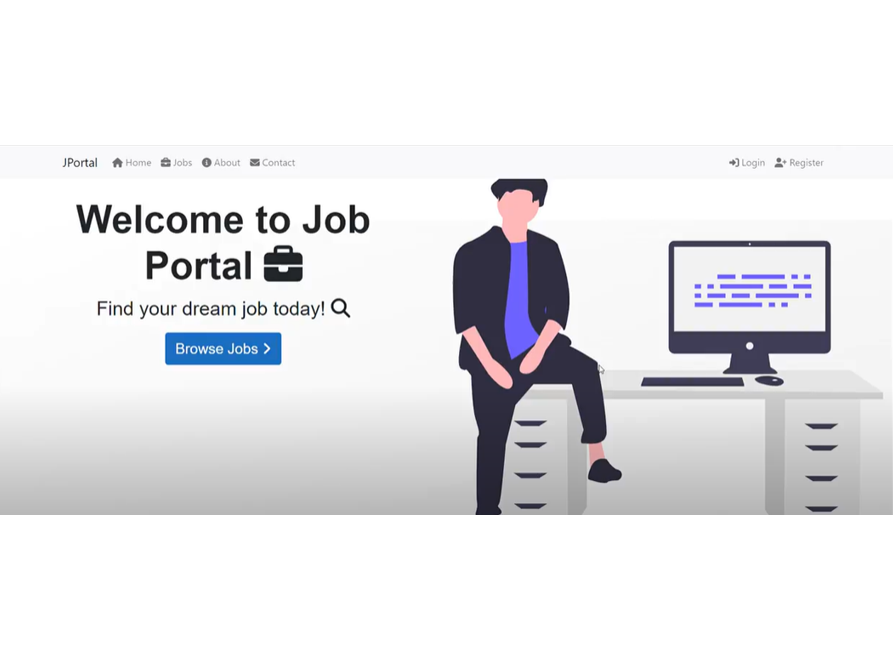 JPortal Home Jobs About Contact Login Register
Welcome to Job
Portal
Find your dream job today!
Browse Jobs